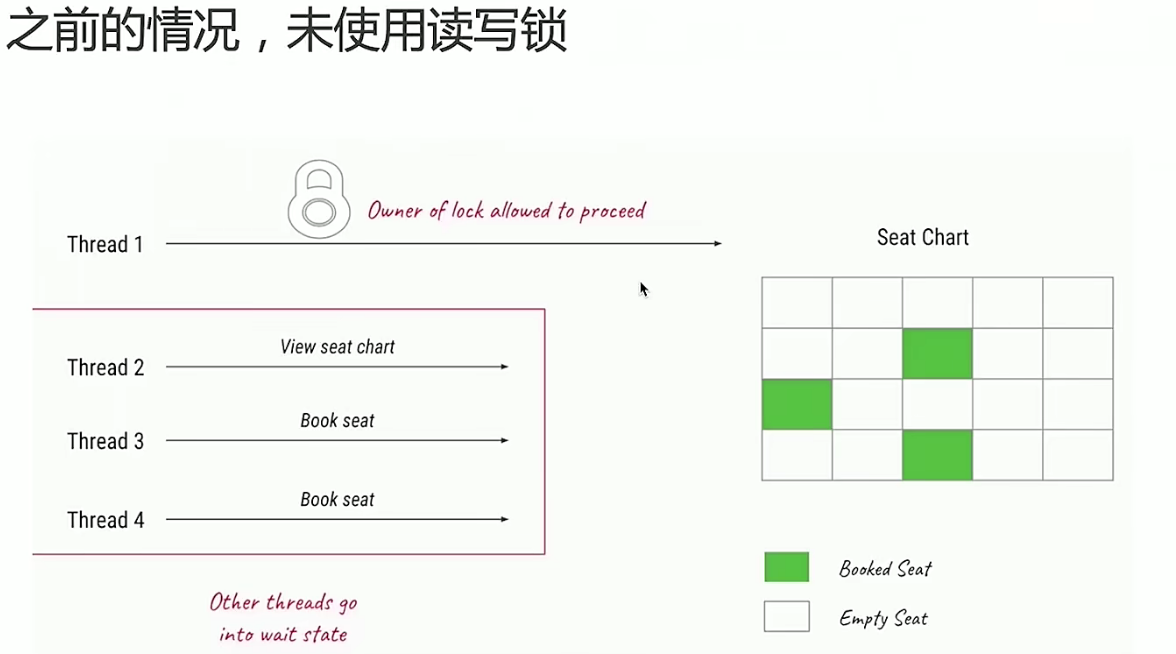 之前的情况，未使用读写锁
Owner of lock allowed to proceed
Thread 1
Seat Chart
View seat chart
Thread 2
Book seat
Thread 3
Book seat
Thread 4
Other threads go
into wait state
Booked Seat
Empty Seat